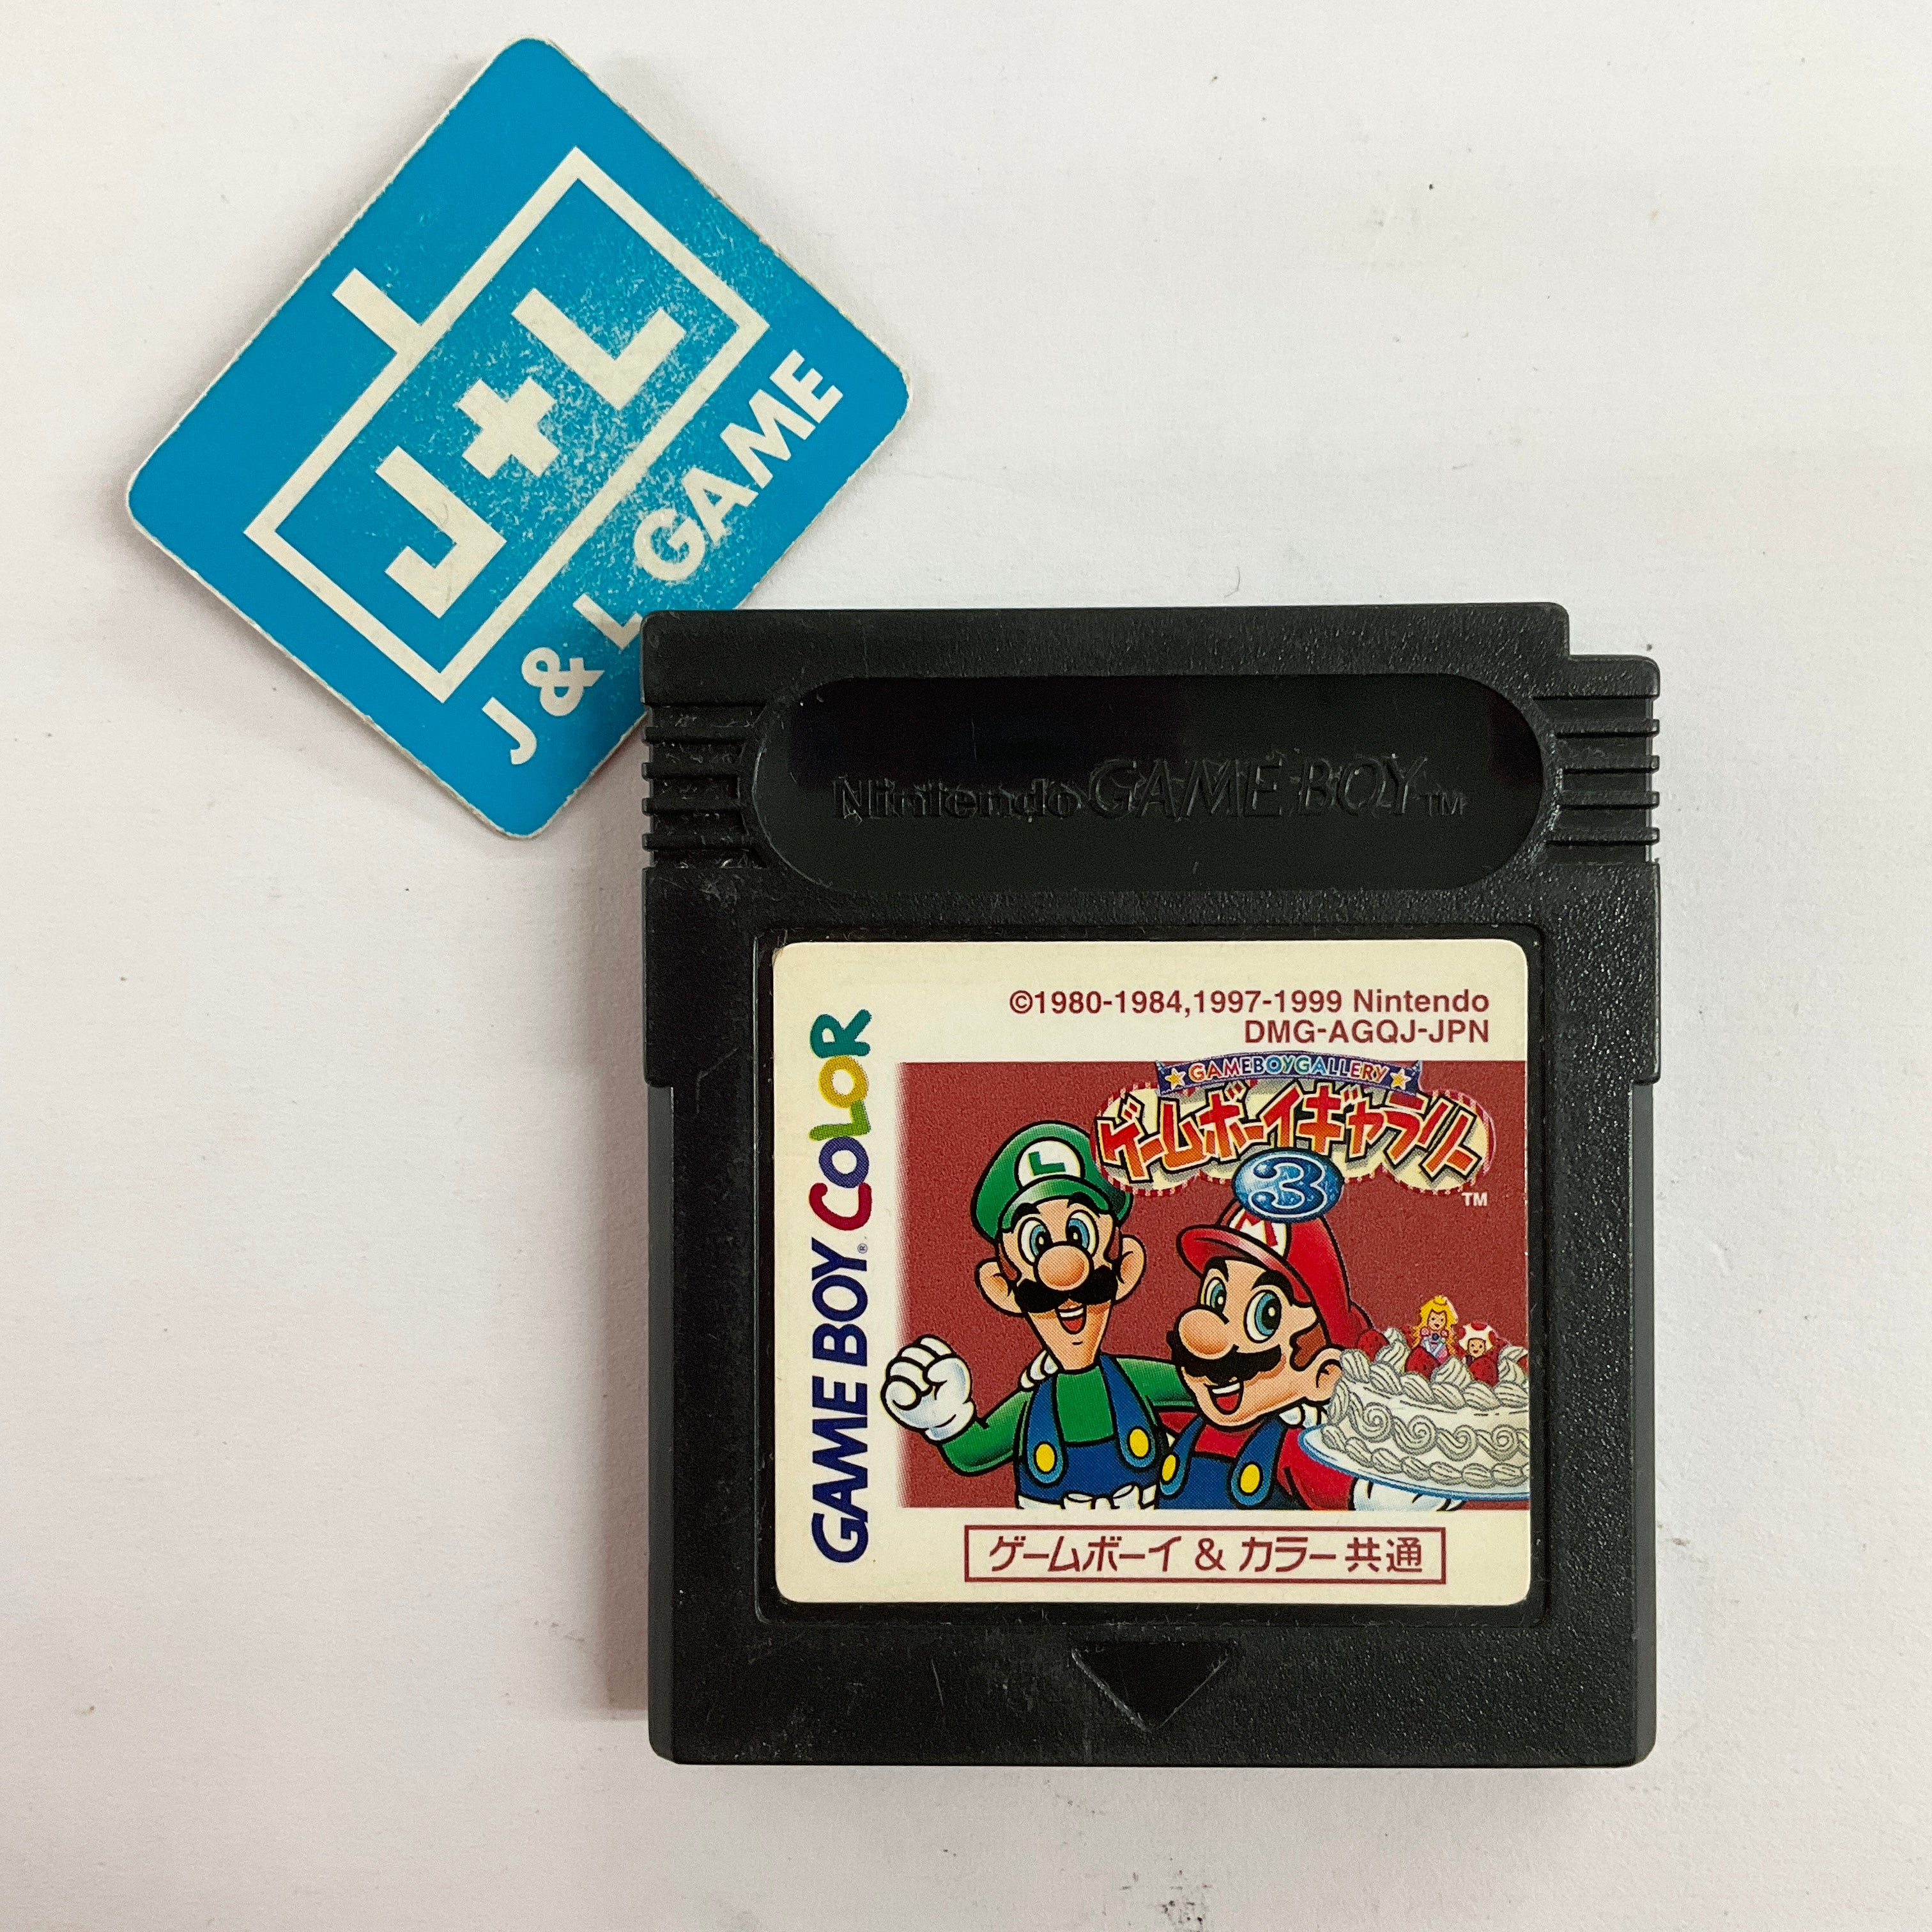 J+L
J & L GAME
Nintendo GAME BOY TM
©1980-1984,1997-1999 Nintendo
DMG-AGQJ-JPN
GAME BOY® COLOR
GAMEBOYGALLERY
ゲームボーイギャラリー
3
TM
L
M
ゲームボーイ & カラー共通